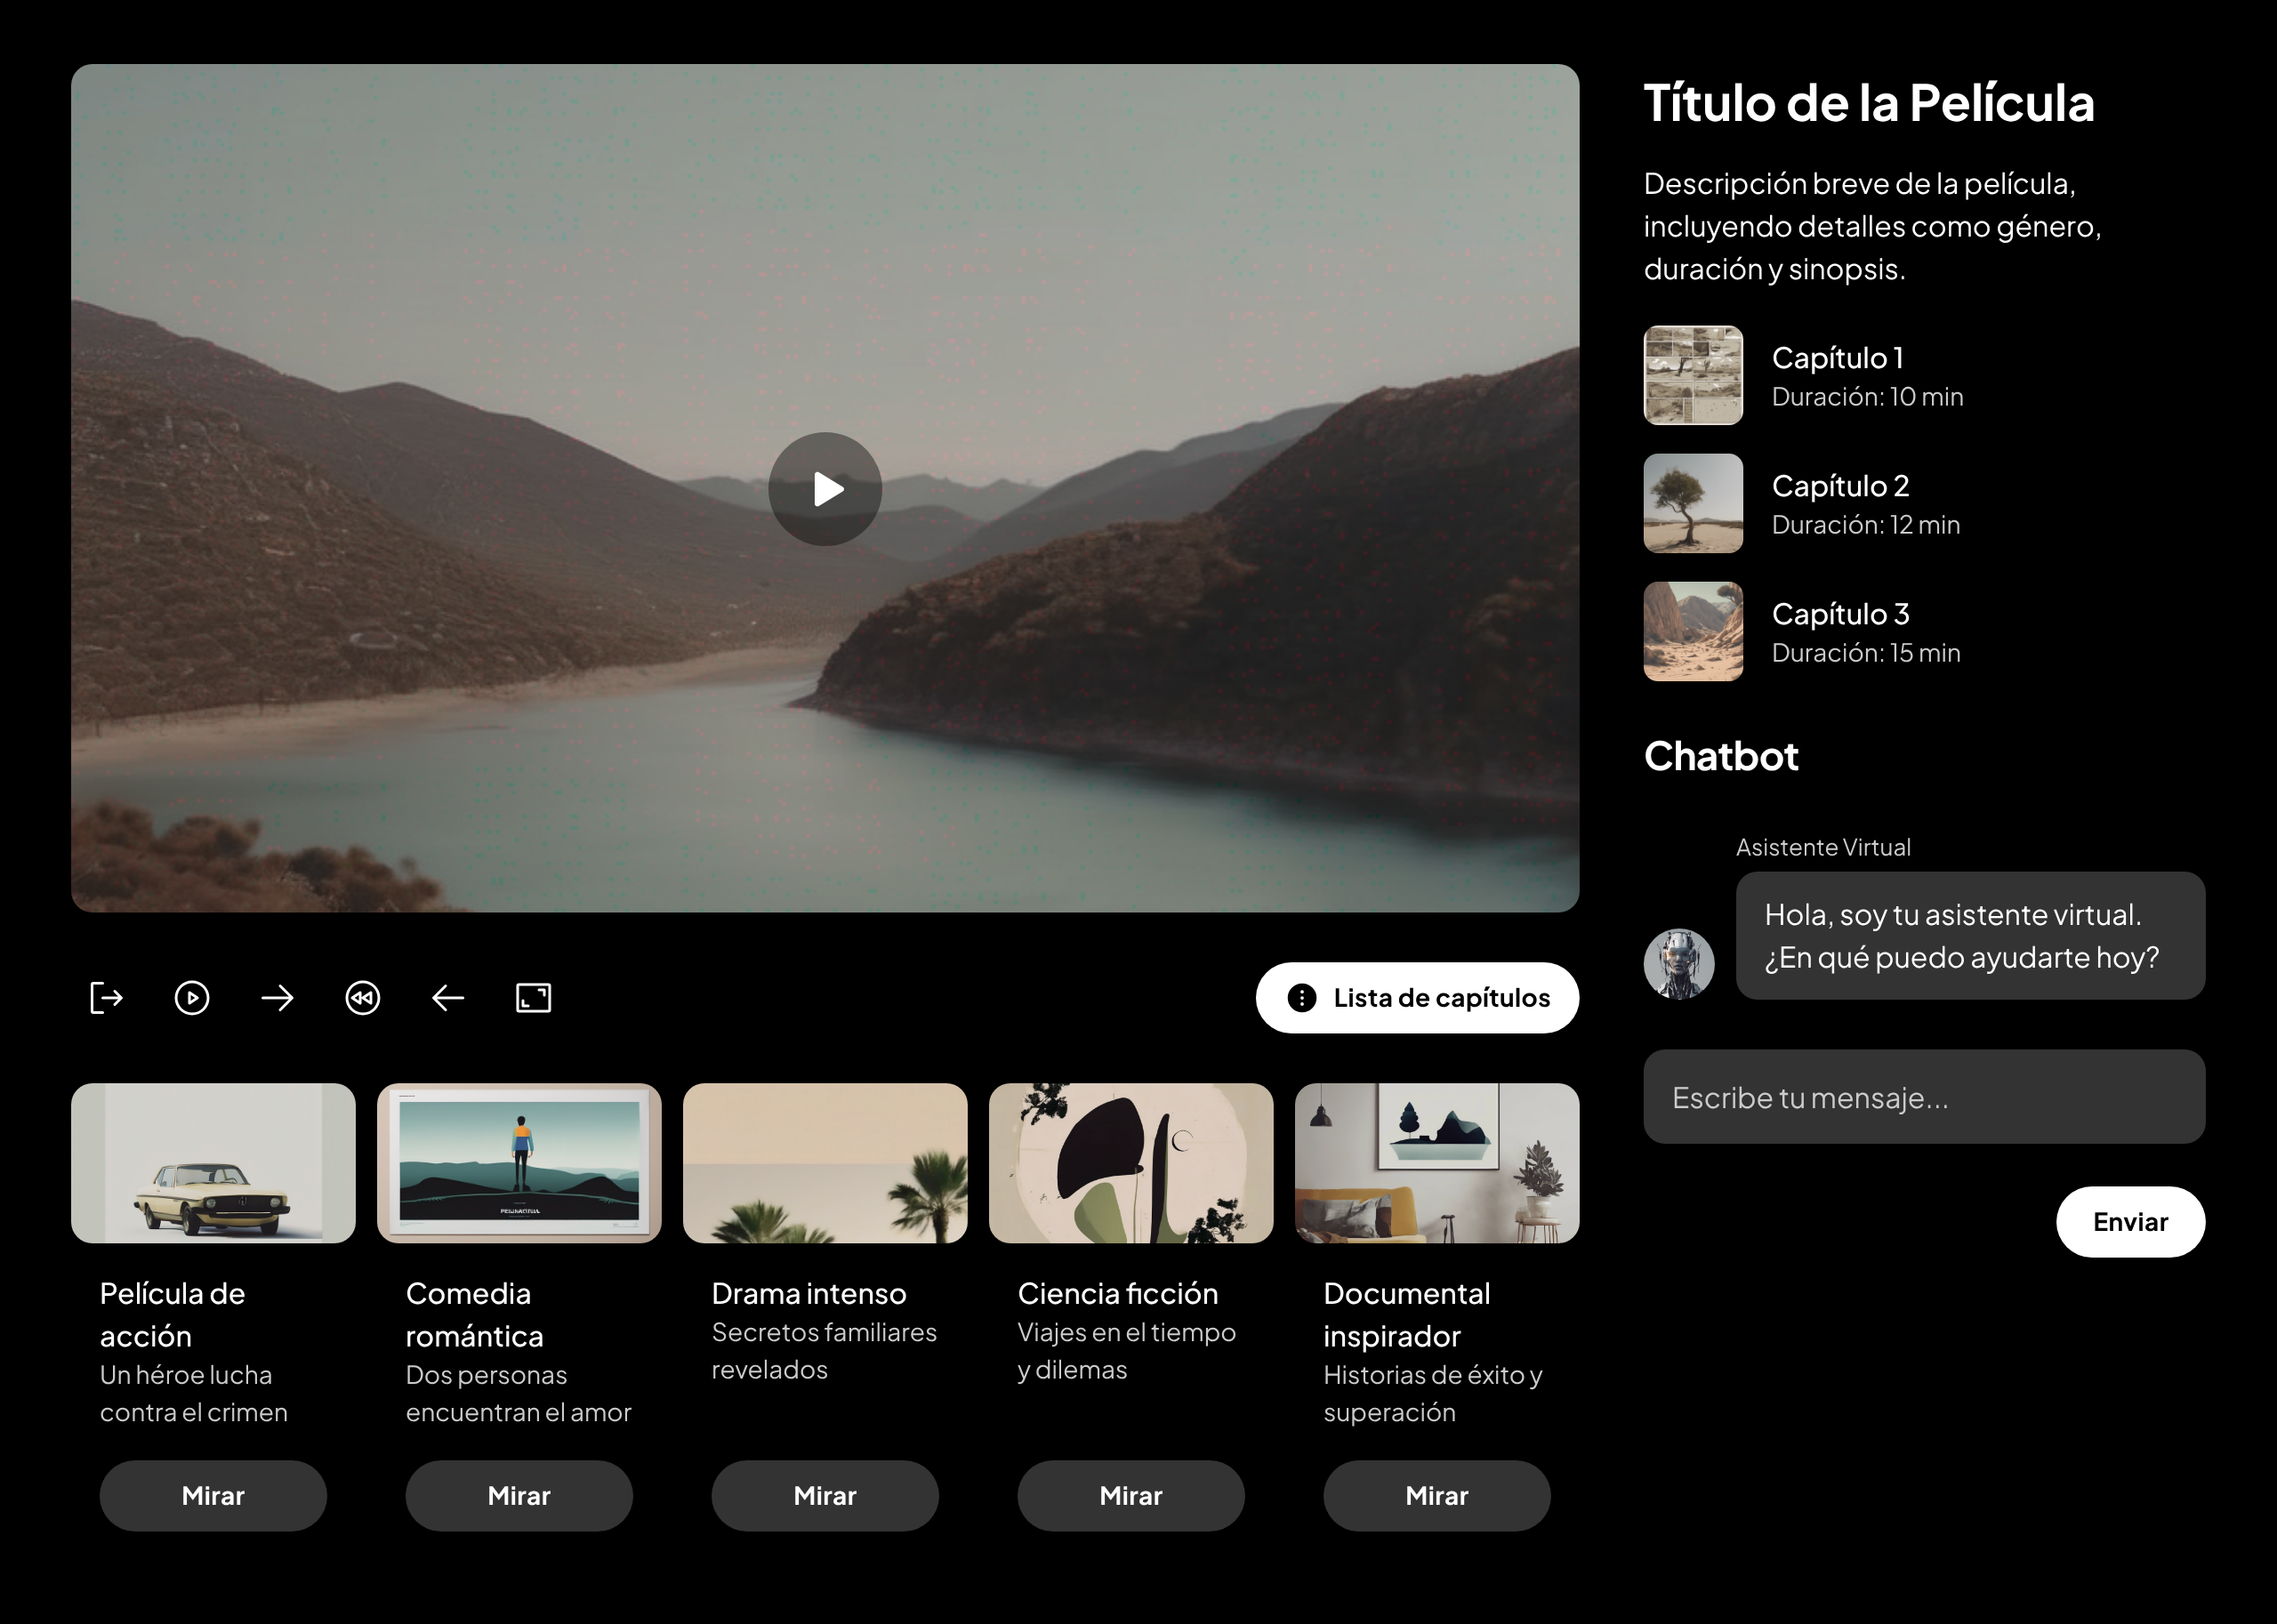 Título de la Película
Descripción breve de la película,
incluyendo detalles como género,
duración y sinopsis.
Capítulo 1
Duración: 10 min
Capítulo 2
Duración: 12 min
Capítulo 3
Duración: 15 min
Chatbot
Asistente Virtual
Hola, soy tu asistente virtual.
¿En qué puedo ayudarte hoy?
Escribe tu mensaje...
Enviar
Lista de capítulos
Película de
acción
Un héroe lucha
contra el crimen
Mirar
Comedia
romántica
Dos personas
encuentran el amor
Mirar
Drama intenso
Secretos familiares
revelados
Mirar
Ciencia ficción
Viajes en el tiempo
y dilemas
Mirar
Documental
inspirador
Historias de éxito y
superación
Mirar